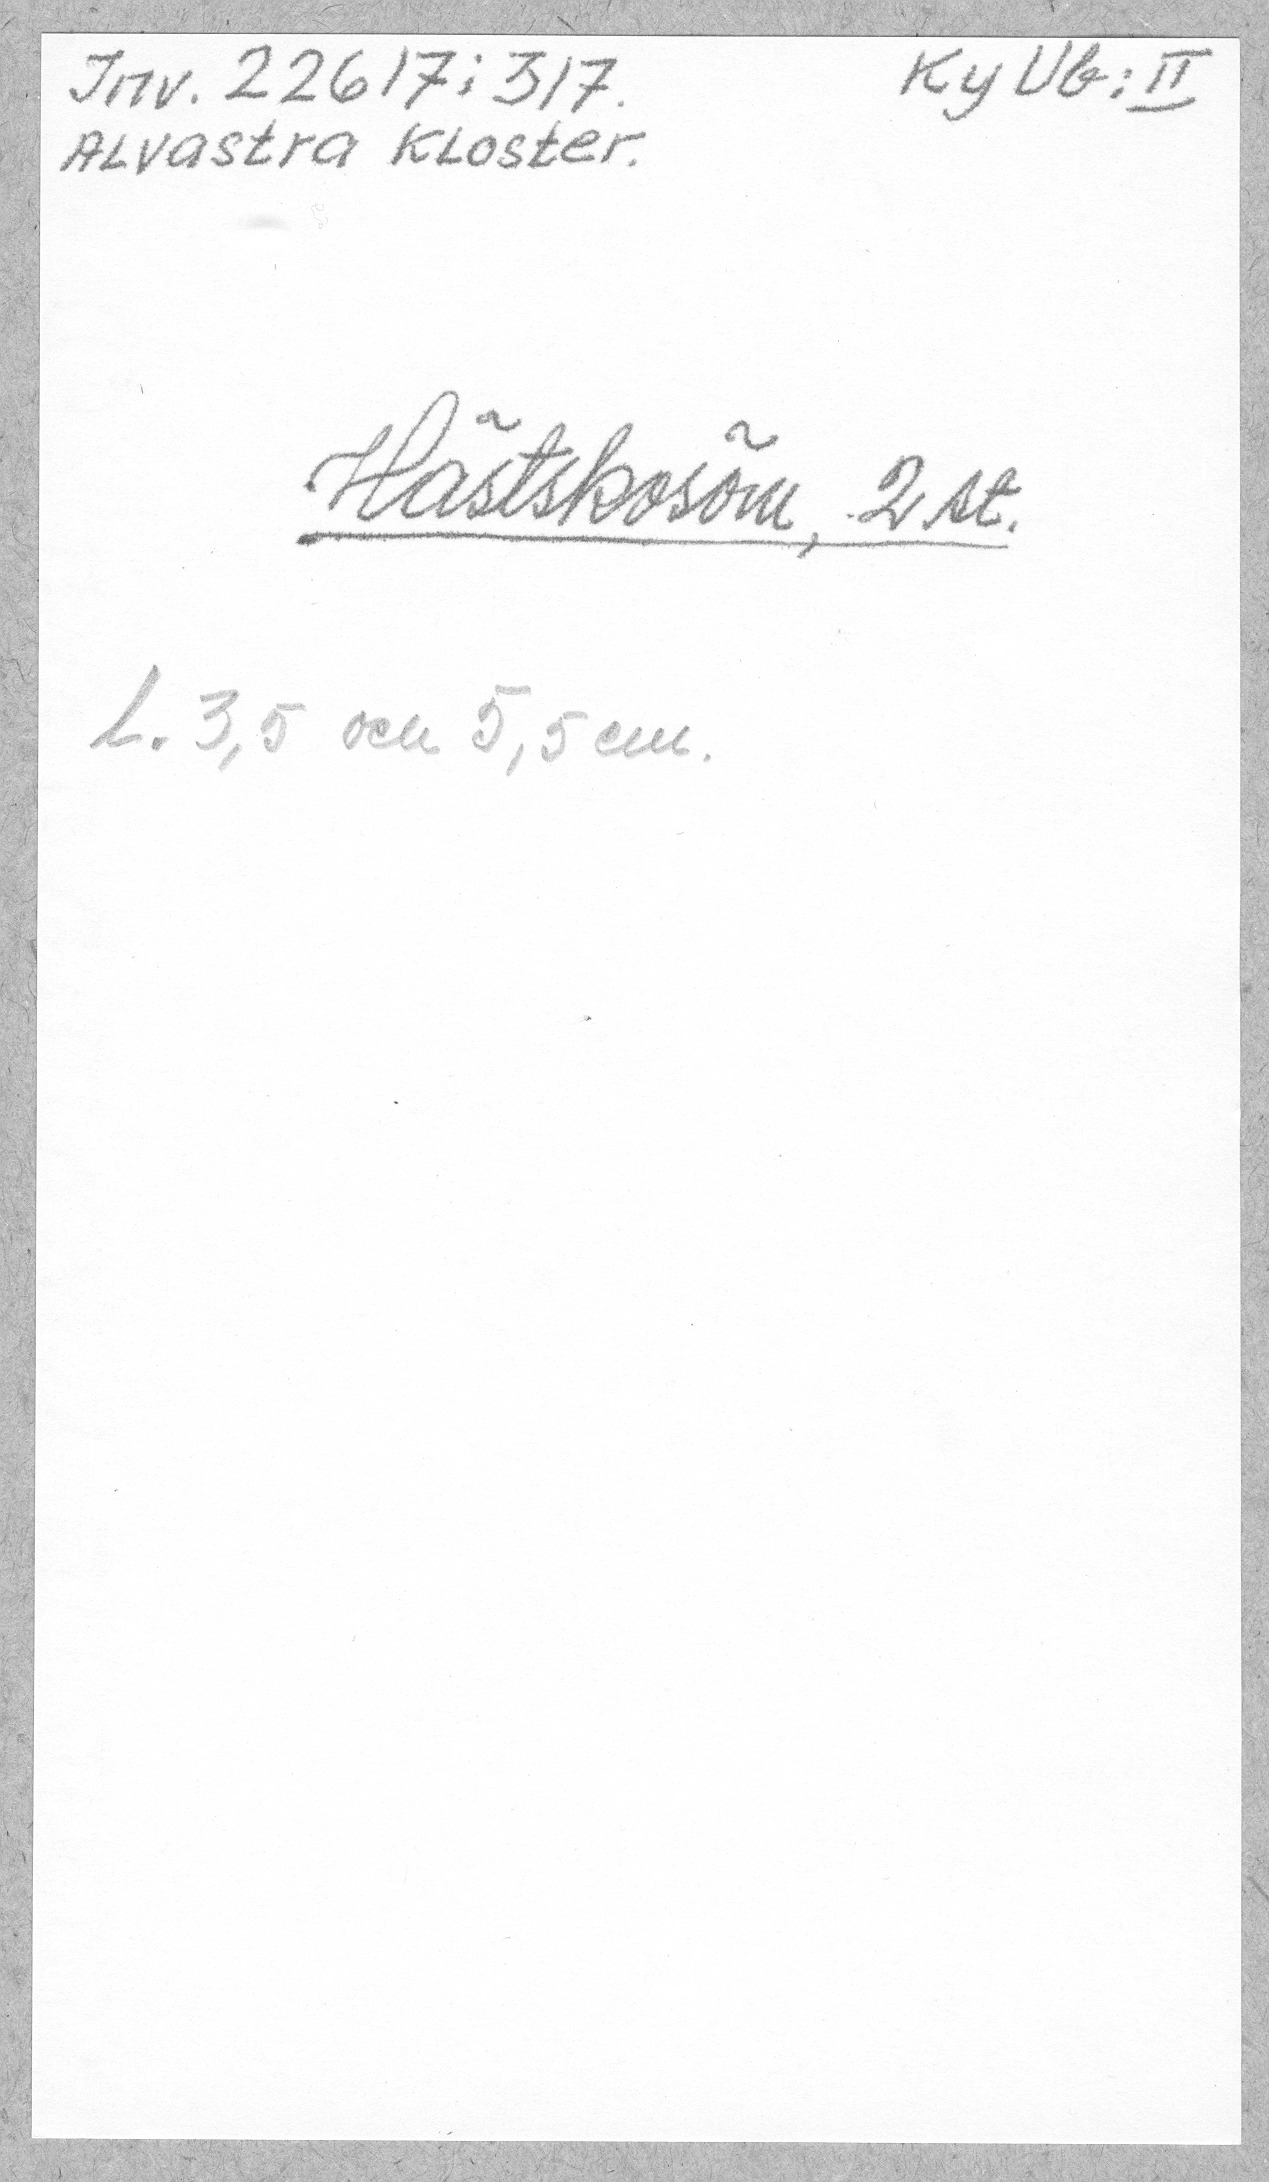 Inv. 22617:317.
Ky Ub:II
Alvastra Kloster.
Hästskosöm, 2 st.
L. 3,5 och 5,5 cm.